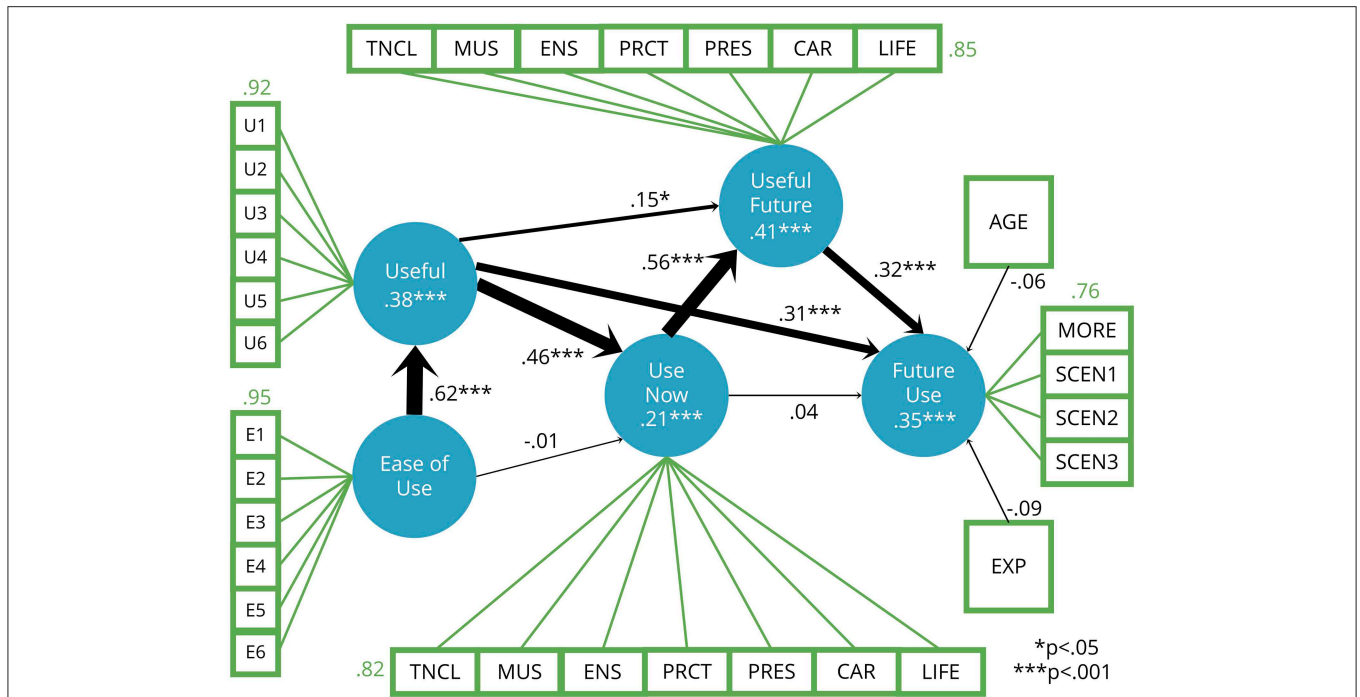 TNCL MUS ENS PRCT PRES CAR LIFE .85
.92
U1
U2
U3
U4
U5
U6
Useful
.38***
.15*
Useful
Future
.41***
.56***
.32***
.31***
.46***
.62***
AGE
-.06
.76
MORE
SCEN1
SCEN2
SCEN3
.95
E1
E2
E3
E4
E5
E6
Ease of
Use
-.01
Use
Now
.21***
.04
Future
Use
.35***
-.09
EXP
.82 TNCL MUS ENS PRCT PRES CAR LIFE
*p<.05
***p<.001